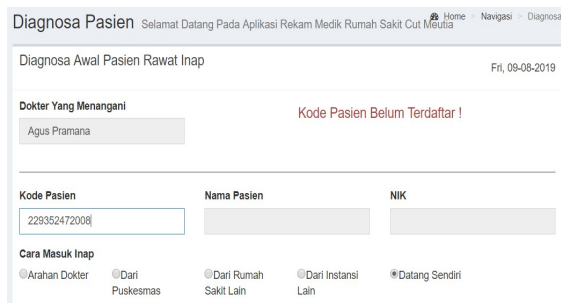 Diagnosa Pasien Selamat Datang Pada Aplikasi Rekam Medik Rumah Sakit Cut Meutia
Home > Navigasi > Diagnosa
Diagnosa Awal Pasien Rawat Inap
Fri, 09-08-2019
Dokter Yang Menangani
Kode Pasien Belum Terdaftar !
Agus Pramana
Kode Pasien Nama Pasien NIK
229352472008
Cara Masuk Inap
Arahan Dokter Dari Puskesmas Dari Rumah Sakit Lain Dari Instansi Lain Datang Sendiri